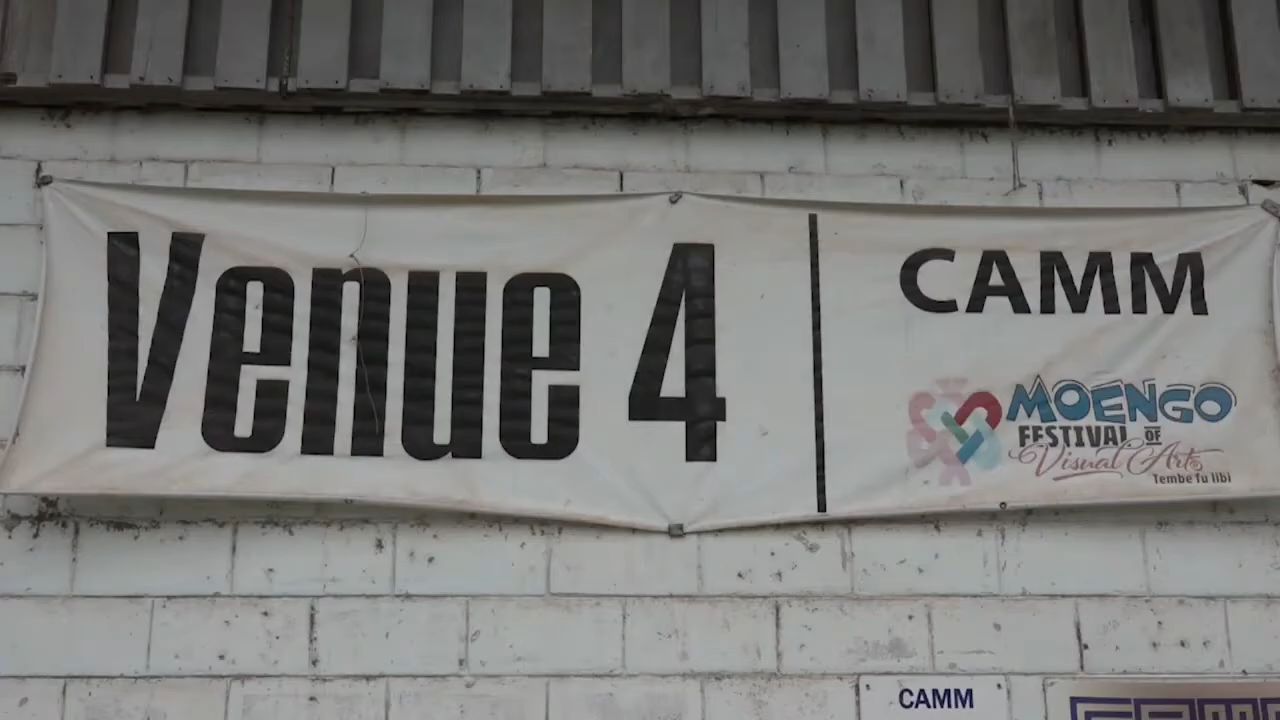 Venue 4
CAMM
MOENGO
FESTIVAL OF
Visual Arts
Tembe fu libi
CAMM